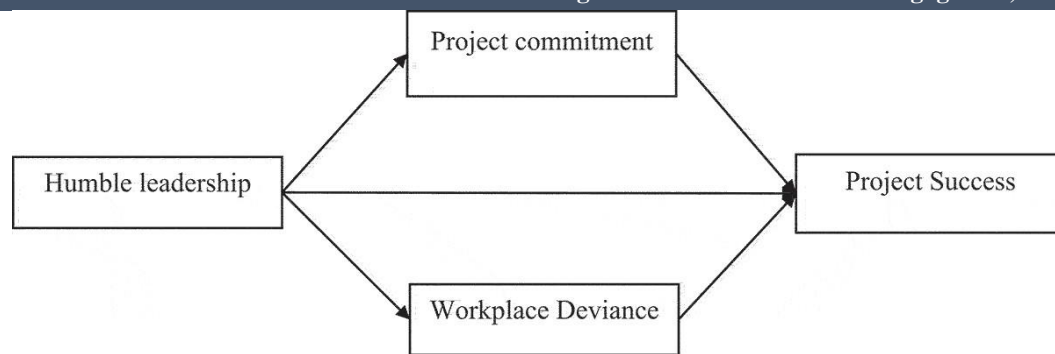 Project commitment
Humble leadership
Project Success
Workplace Deviance